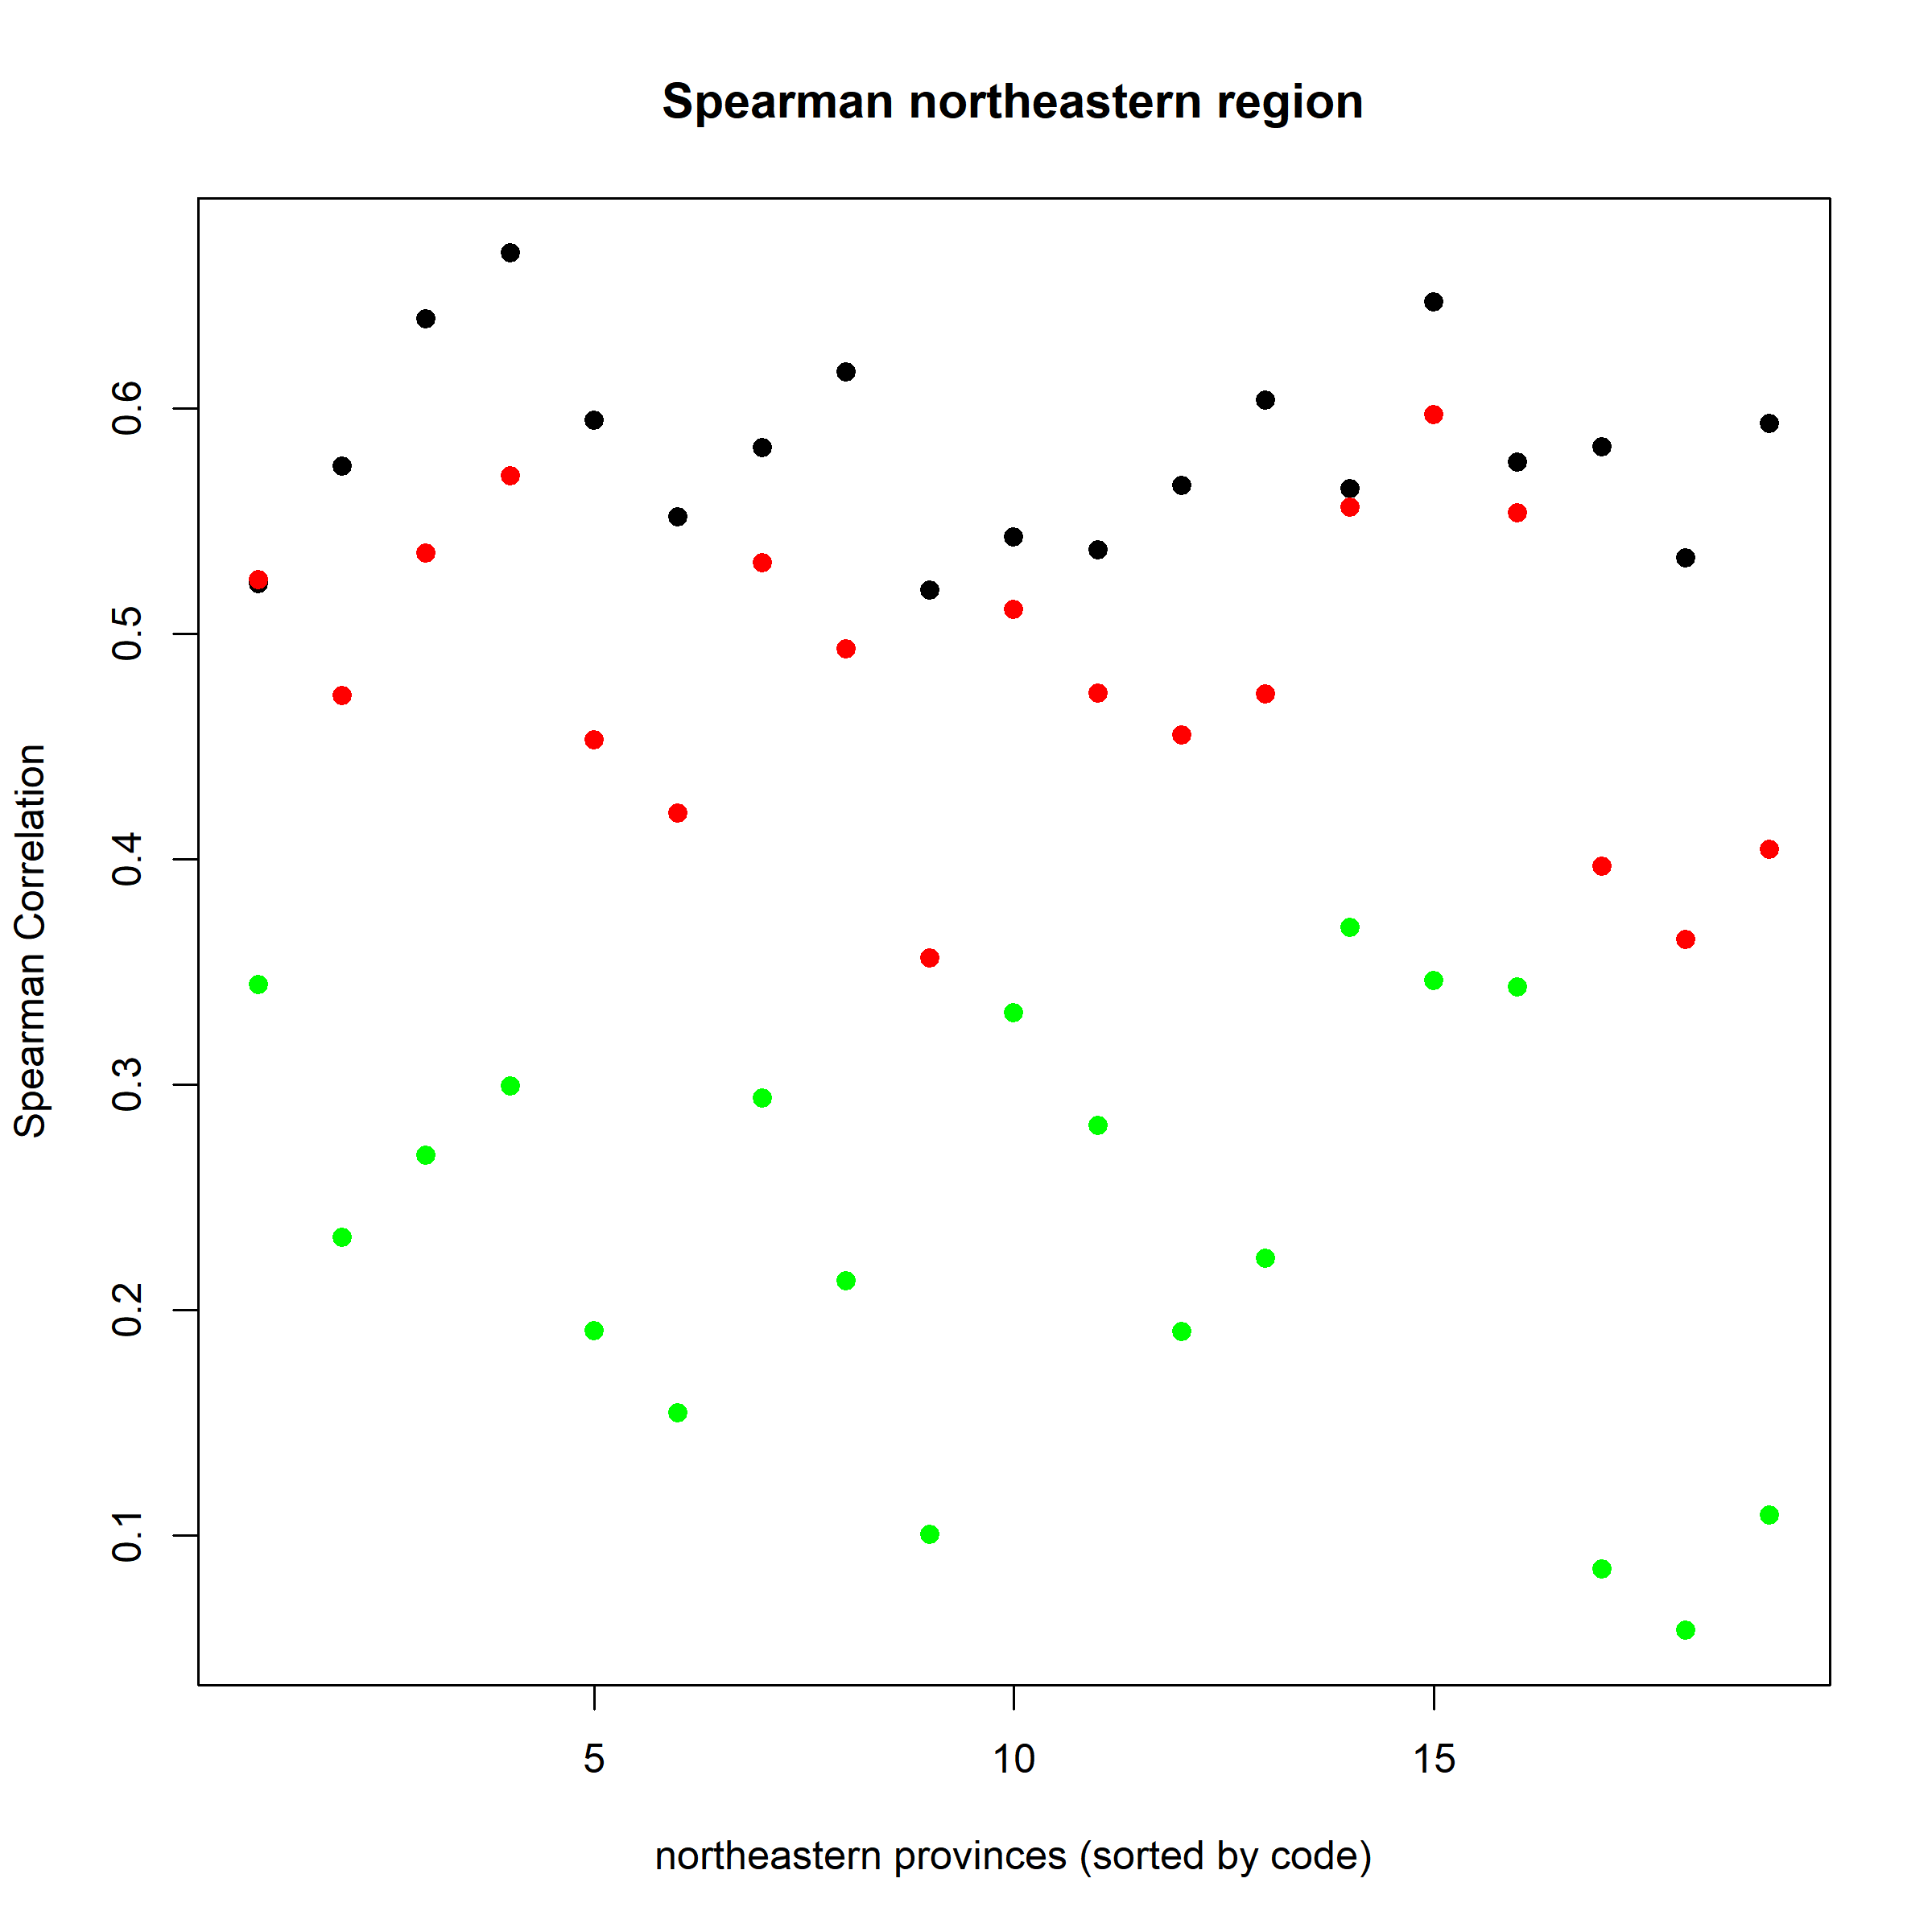 Spearman northeastern region
Spearman Correlation
0.6
0.5
0.4
0.3
0.2
0.1
5 10 15
northeastern provinces (sorted by code)